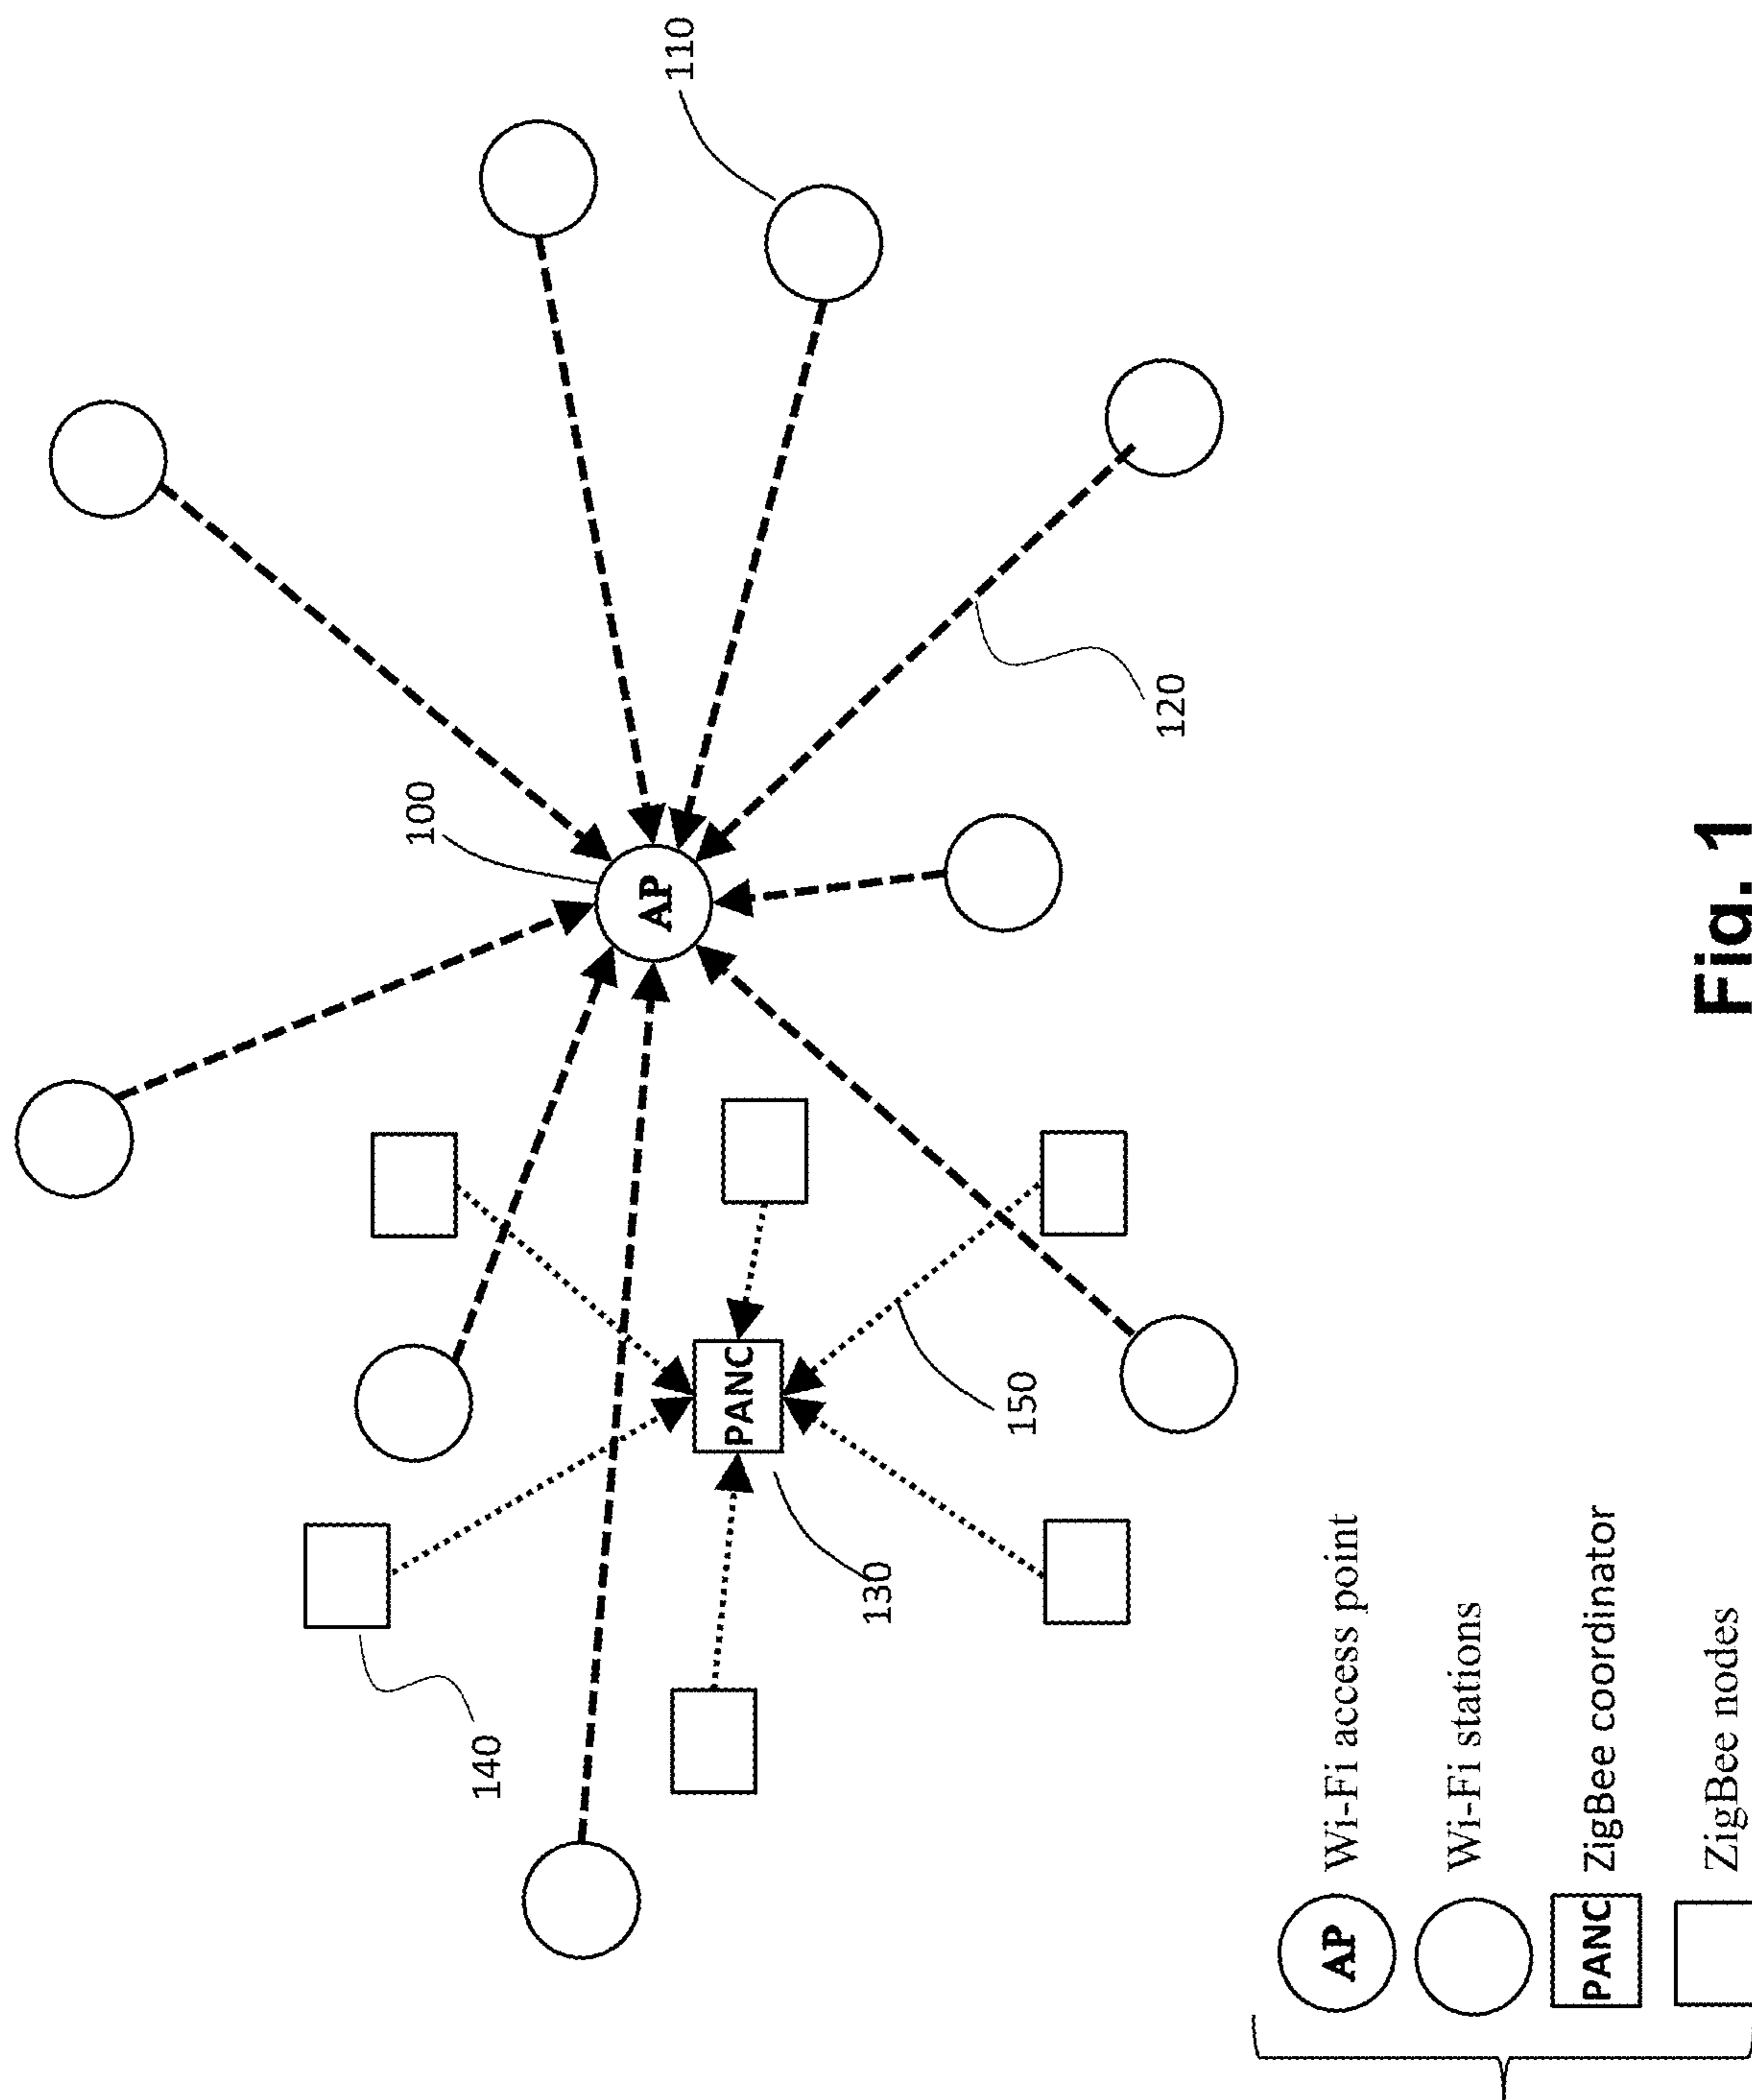 110
100
120
140
130
150
AP
PANC
AP Wi-Fi access point
Wi-Fi stations
PANC ZigBee coordinator
ZigBee nodes
Fig. 1